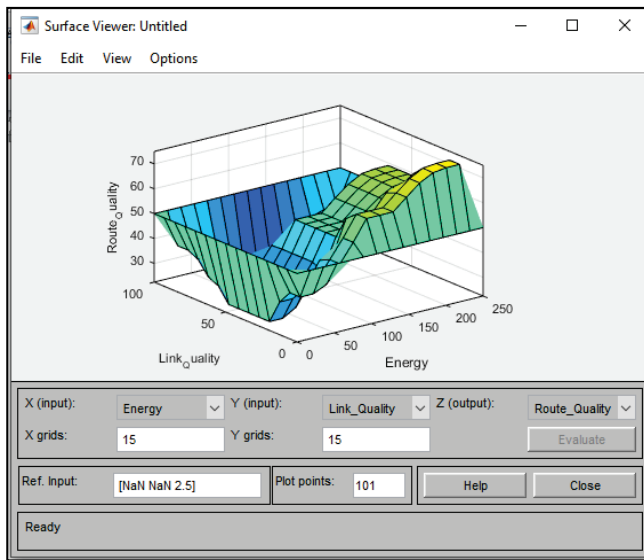 Surface Viewer: Untitled
File Edit View Options
70
60
50
40
30
Route_Quality
100
50
0
Link_Quality
0
50
100
150
200
250
Energy
X (input): Energy Y (input): Link_Quality Z (output): Route_Quality
X grids: 15 Y grids: 15 Evaluate
Ref. Input: [NaN NaN 2.5] Plot points: 101 Help Close
Ready